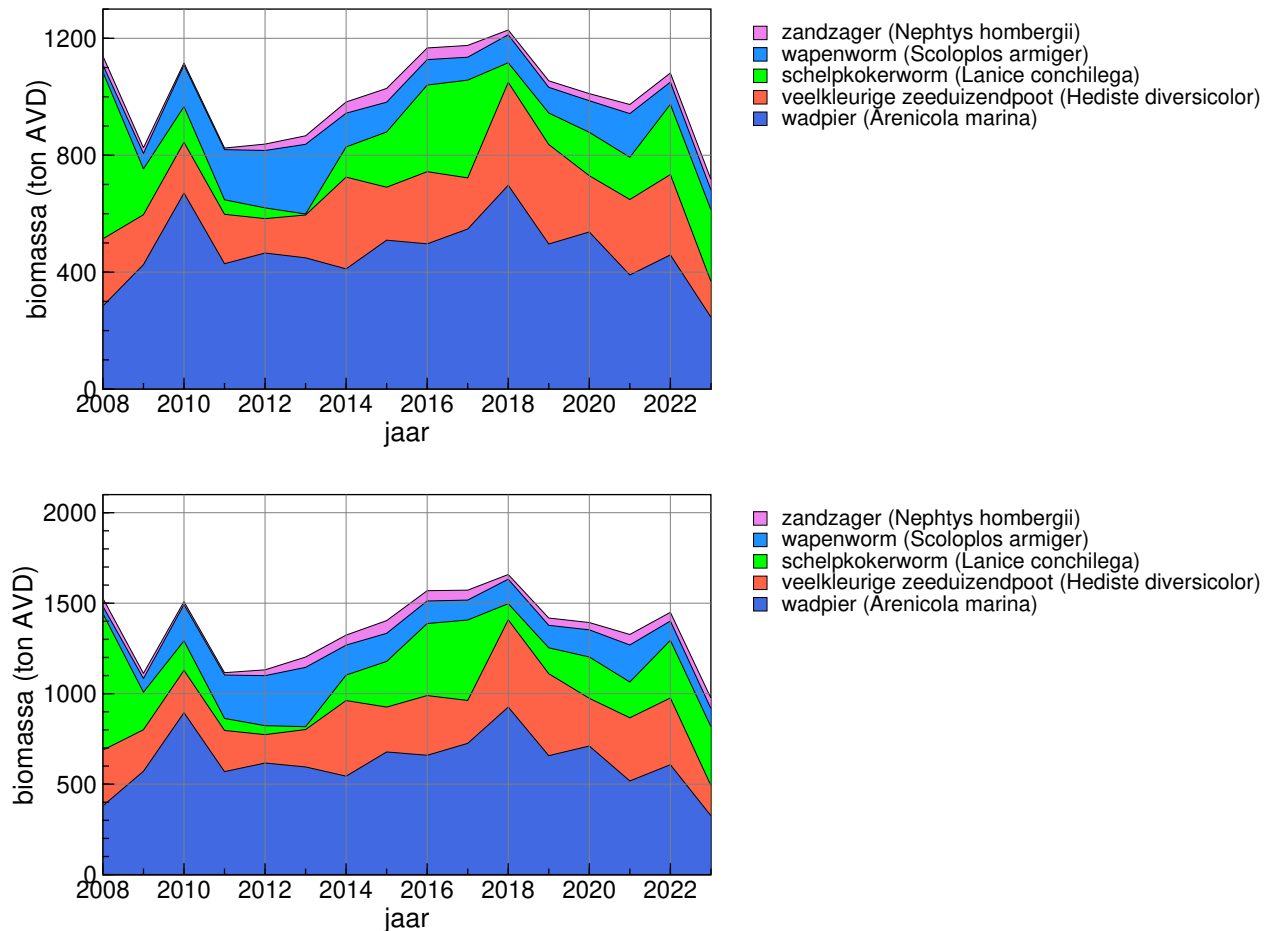 1200
800
400
0
biomassa (ton AVD)
2008 2010 2012 2014 2016 2018 2020 2022
jaar
zandzager (Nephtys hombergii)
wapenworm (Scoloplos armiger)
schelpkokerworm (Lanice conchilega)
veelkleurige zeeduizendpoot (Hediste diversicolor)
wadpier (Arenicola marina)
2000
1500
1000
500
0
biomassa (ton AVD)
2008 2010 2012 2014 2016 2018 2020 2022
jaar
zandzager (Nephtys hombergii)
wapenworm (Scoloplos armiger)
schelpkokerworm (Lanice conchilega)
veelkleurige zeeduizendpoot (Hediste diversicolor)
wadpier (Arenicola marina)